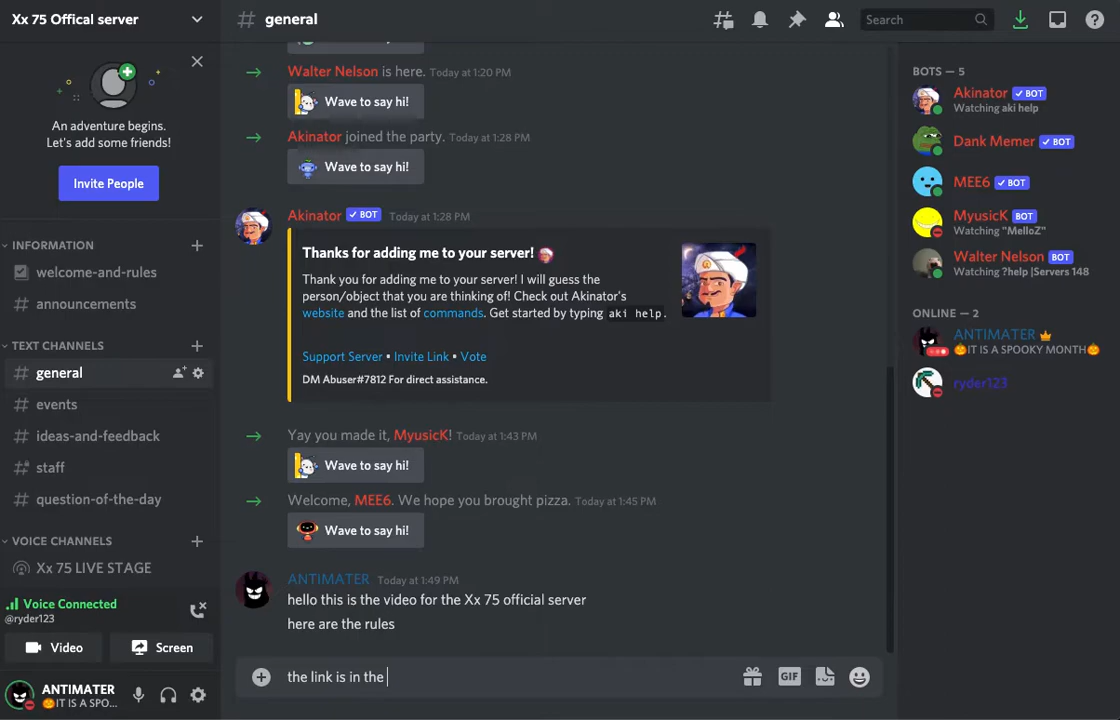 Xx 75 Offical server
An adventure begins.
Let's add some friends!
Invite People
INFORMATION
welcome-and-rules
announcements
TEXT CHANNELS
general
events
ideas-and-feedback
staff
question-of-the-day
VOICE CHANNELS
Xx 75 LIVE STAGE
Voice Connected
@ryder123
Video
Screen
ANTIMATER
🎃IT IS A SPO...
# general
Search
Walter Nelson is here. Today at 1:20 PM
Wave to say hi!
Akinator joined the party. Today at 1:28 PM
Wave to say hi!
Akinator ✓ BOT Today at 1:28 PM
Thanks for adding me to your server!
Thank you for adding me to your server! I will guess the
person/object that you are thinking of! Check out Akinator's
website and the list of commands. Get started by typing aki help.
Support Server • Invite Link • Vote
DM Abuser#7812 For direct assistance.
Yay you made it, MyusicK! Today at 1:43 PM
Wave to say hi!
Welcome, MEE6. We hope you brought pizza. Today at 1:45 PM
Wave to say hi!
ANTIMATER Today at 1:49 PM
hello this is the video for the Xx 75 official server
here are the rules
the link is in the
GIF
BOTS — 5
Akinator ✓ BOT
Watching aki help
Dank Memer ✓ BOT
MEE6 ✓ BOT
MyusicK BOT
Watching "MelloZ"
Walter Nelson BOT
Watching ?help |Servers 148
ONLINE — 2
ANTIMATER
🎃IT IS A SPOOKY MONTH🎃
ryder123